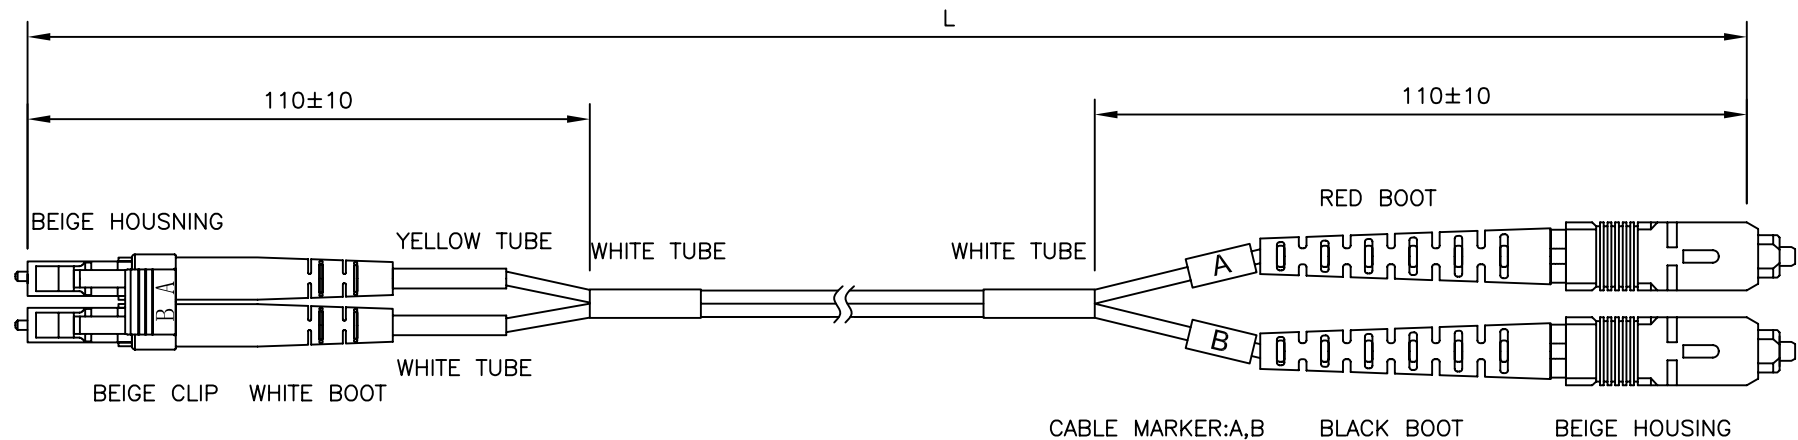 L
110±10
110±10
RED BOOT
BEIGE HOUSNING
YELLOW TUBE
WHITE TUBE
WHITE TUBE
A
A
B
B
WHITE TUBE
BEIGE CLIP
WHITE BOOT
CABLE MARKER:A,B
BLACK BOOT
BEIGE HOUSING